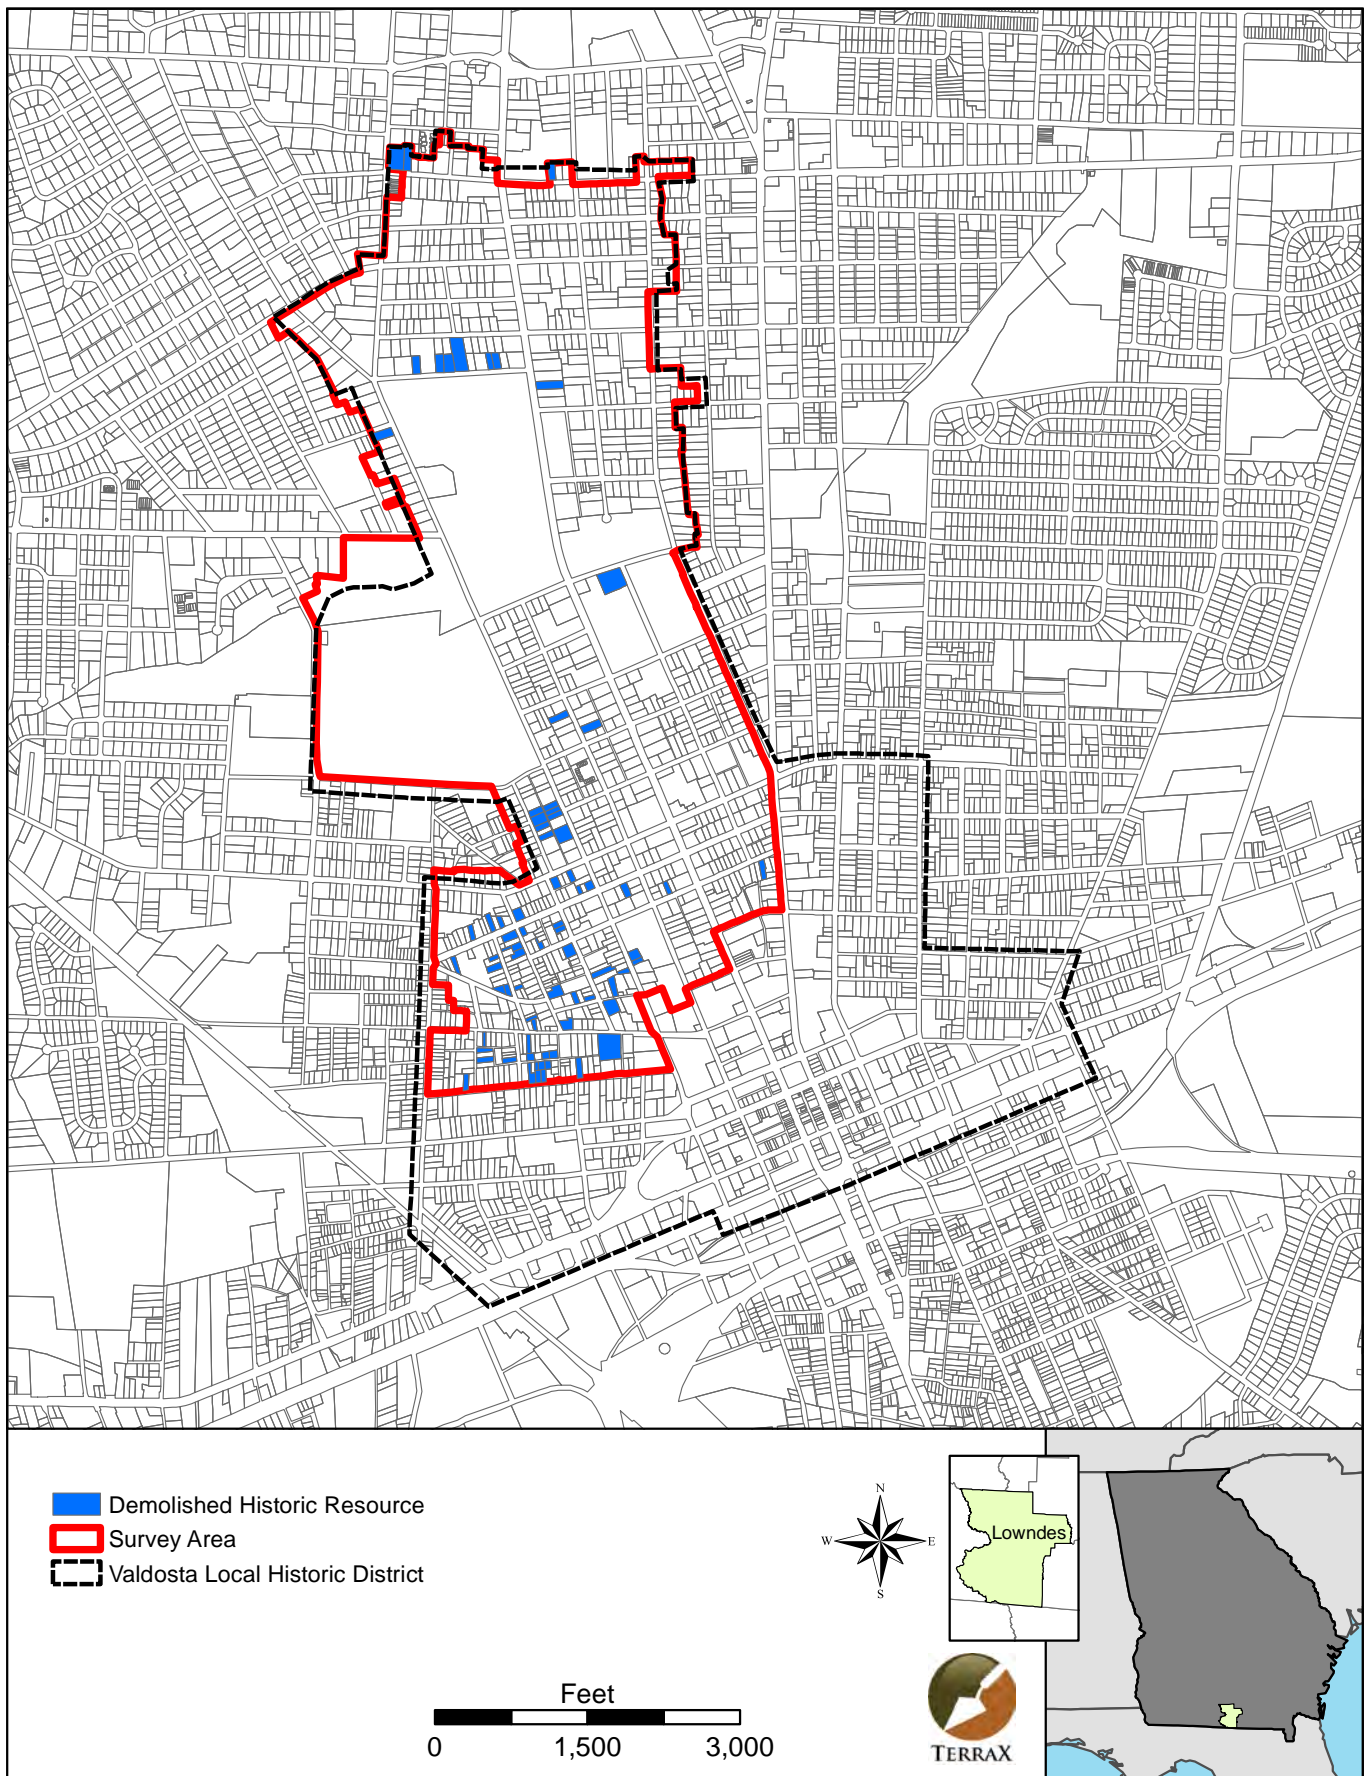 Demolished Historic Resource
Survey Area
Valdosta Local Historic District
N
W
E
S
Lowndes
Feet
0 1,500 3,000
TERRAX